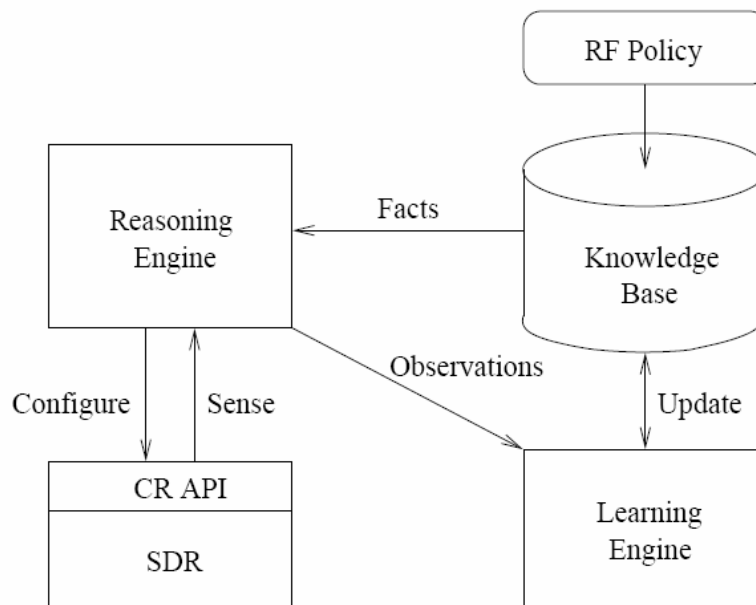 RF Policy
Facts
Reasoning
Engine
Knowledge
Base
Observations
Configure
Sense
Update
CR API
SDR
Learning
Engine